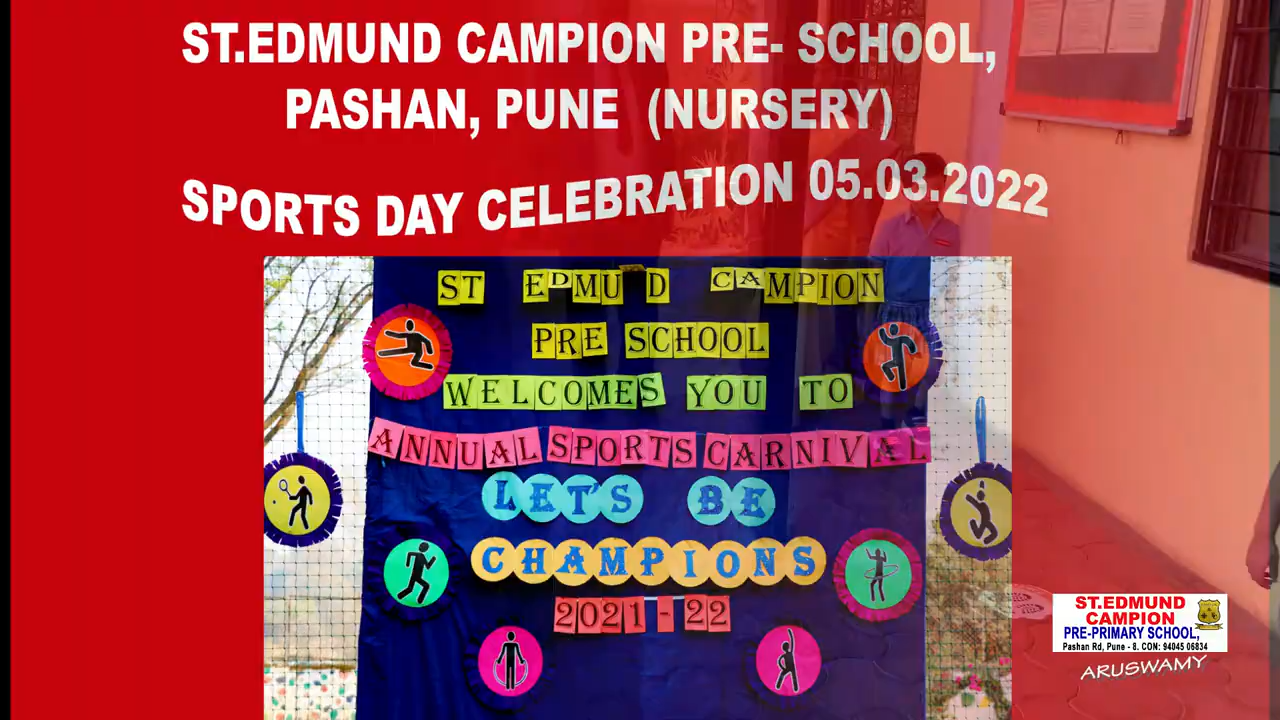 ST.EDMUND CAMPION PRE- SCHOOL,
PASHAN, PUNE (NURSERY)
SPORTS DAY CELEBRATION 05.03.2022
ST EDMU D CAMPION
PRE SCHOOL
WELCOMES YOU TO
ANNUAL SPORTS CARNIVAL
LET'S BE
CHAMPIONS
2021-22
ST.EDMUND
CAMPION
PRE-PRIMARY SCHOOL,
Pashan Rd, Pune - 8. CON: 94045 06834
ARUSWAMY